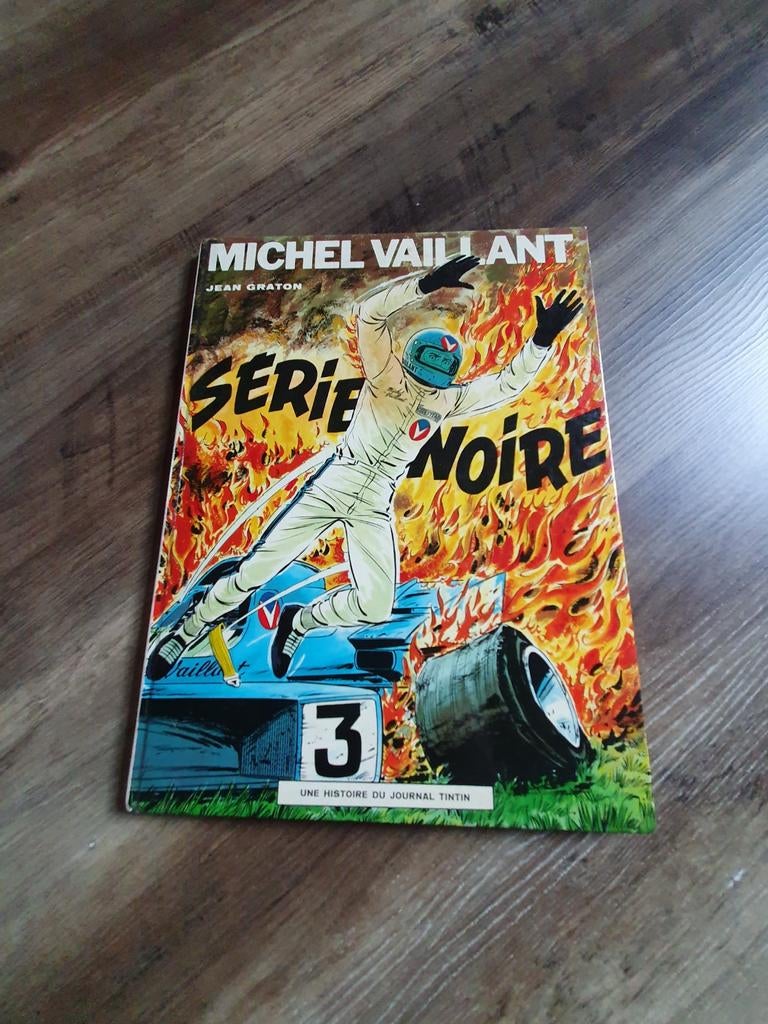 MICHEL VAILLANT
JEAN GRATON
SÉRIE
NOIRE
Vaillant
3
UNE HISTOIRE DU JOURNAL TINTIN